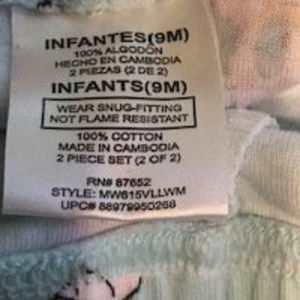 INFANTES(9M)
100% ALGODÓN
HECHO EN CAMBODIA
2 PIEZAS (2 DE 2)
INFANTS(9M)
WEAR SNUG-FITTING
NOT FLAME RESISTANT
100% COTTON
MADE IN CAMBODIA
2 PIECE SET (2 OF 2)
RN# 87652
STYLE: MW615VLLWM
UPC# 88979950268